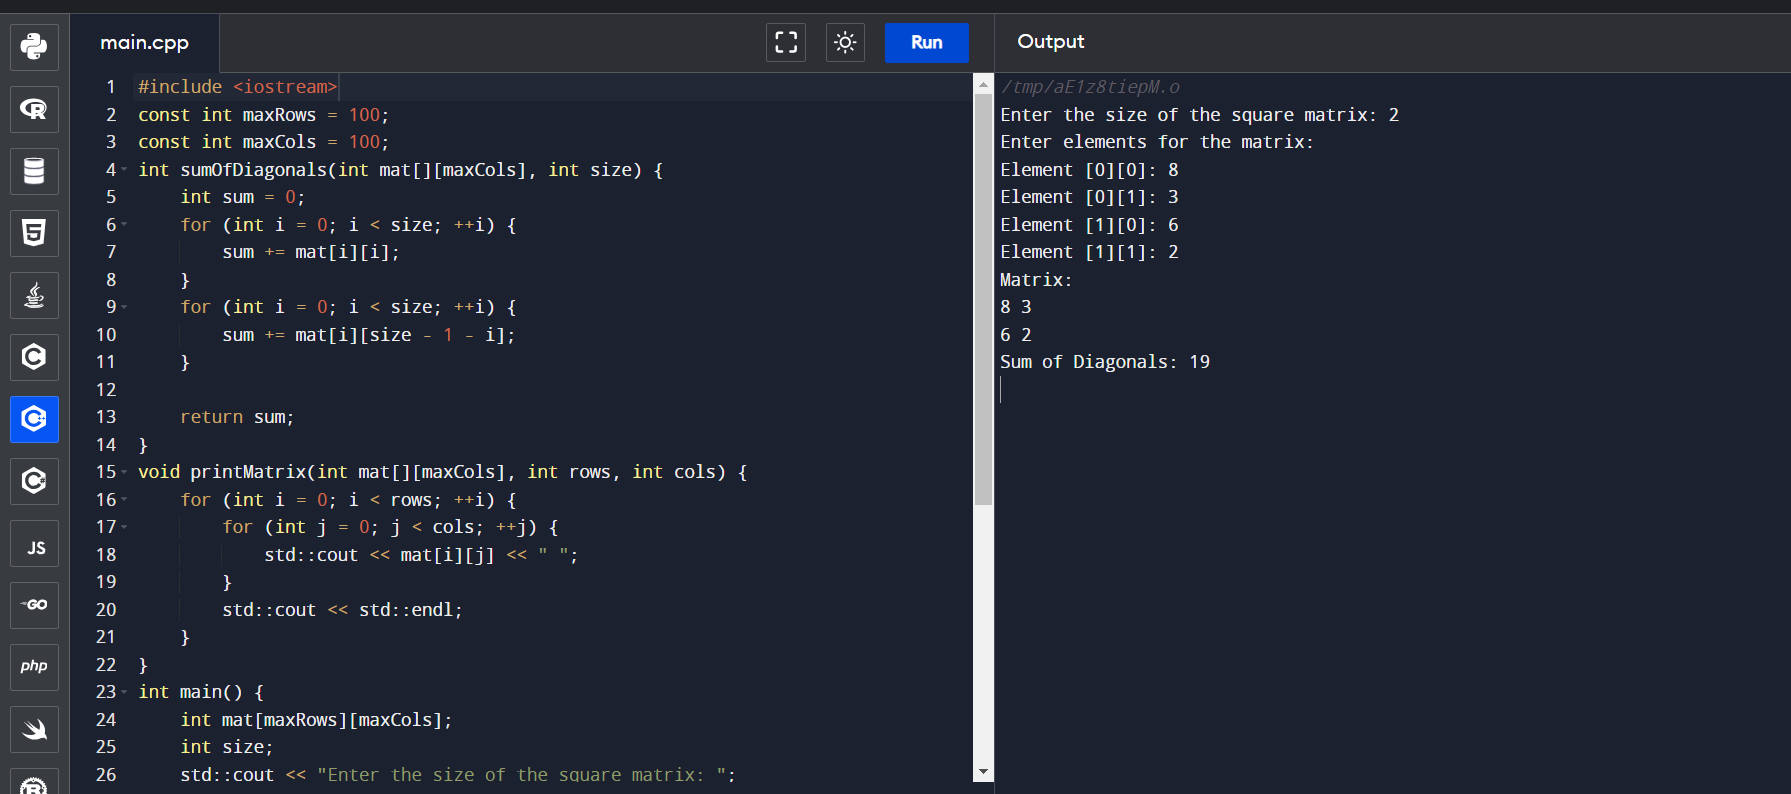 main.cpp
Run
Output
1 #include <iostream>
2 const int maxRows = 100;
3 const int maxCols = 100;
4 int sumOfDiagonals(int mat[][maxCols], int size) {
5     int sum = 0;
6     for (int i = 0; i < size; ++i) {
7         sum += mat[i][i];
8     }
9     for (int i = 0; i < size; ++i) {
10         sum += mat[i][size - 1 - i];
11     }
12
13     return sum;
14 }
15 void printMatrix(int mat[][maxCols], int rows, int cols) {
16     for (int i = 0; i < rows; ++i) {
17         for (int j = 0; j < cols; ++j) {
18             std::cout << mat[i][j] << " ";
19         }
20         std::cout << std::endl;
21     }
22 }
23 int main() {
24     int mat[maxRows][maxCols];
25     int size;
26     std::cout << "Enter the size of the square matrix: ";
/tmp/aE1z8tiepM.o
Enter the size of the square matrix: 2
Enter elements for the matrix:
Element [0][0]: 8
Element [0][1]: 3
Element [1][0]: 6
Element [1][1]: 2
Matrix:
8 3
6 2
Sum of Diagonals: 19
R
5
C
C++
C#
JS
GO
php
R